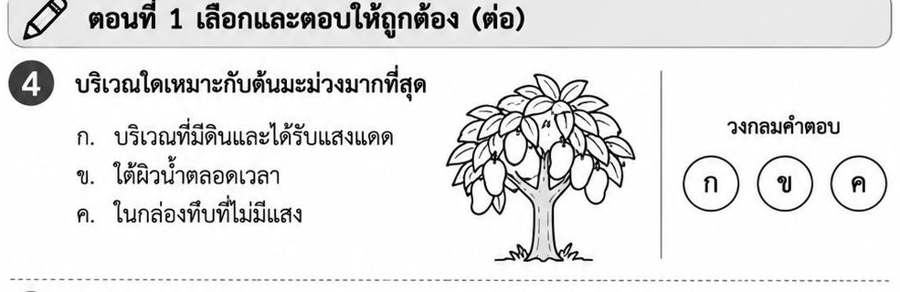 ตอนที่ 1 เลือกและตอบให้ถูกต้อง (ต่อ)
4 บริเวณใดเหมาะกับต้นมะม่วงมากที่สุด
ก. บริเวณที่มีดินและได้รับแสงแดด
ข. ใต้ผิวน้ำตลอดเวลา
ค. ในกล่องทึบที่ไม่มีแสง
วงกลมคำตอบ
ก ข ค